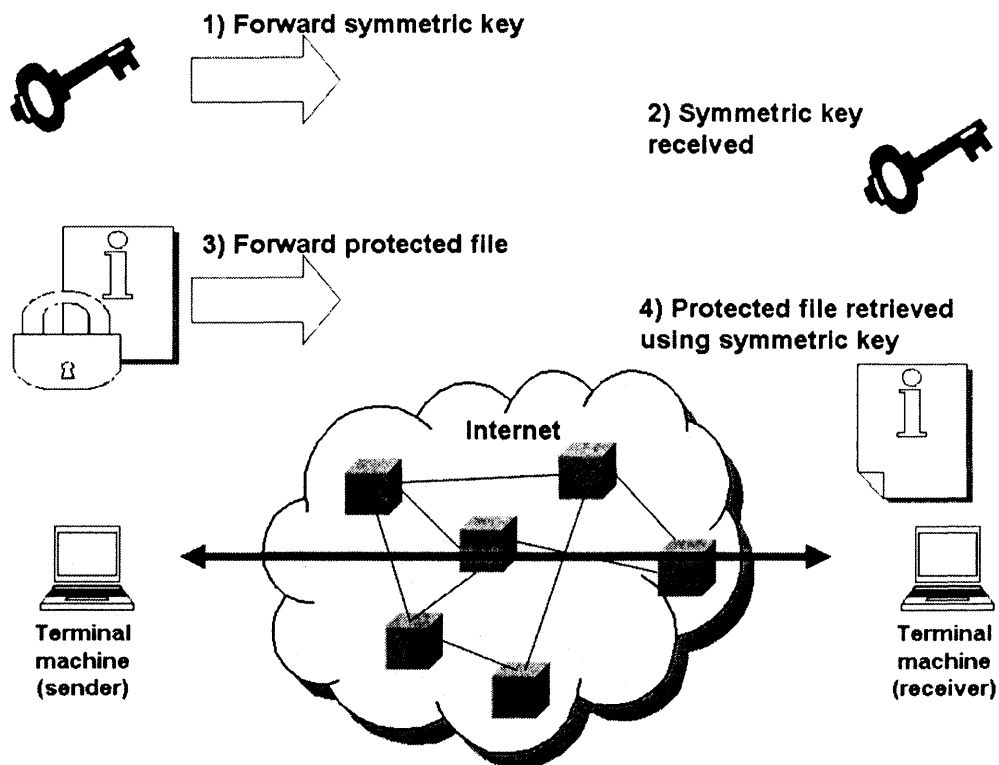 1) Forward symmetric key
2) Symmetric key
received
3) Forward protected file
4) Protected file retrieved
using symmetric key
Internet
Terminal
machine
(sender)
Terminal
machine
(receiver)